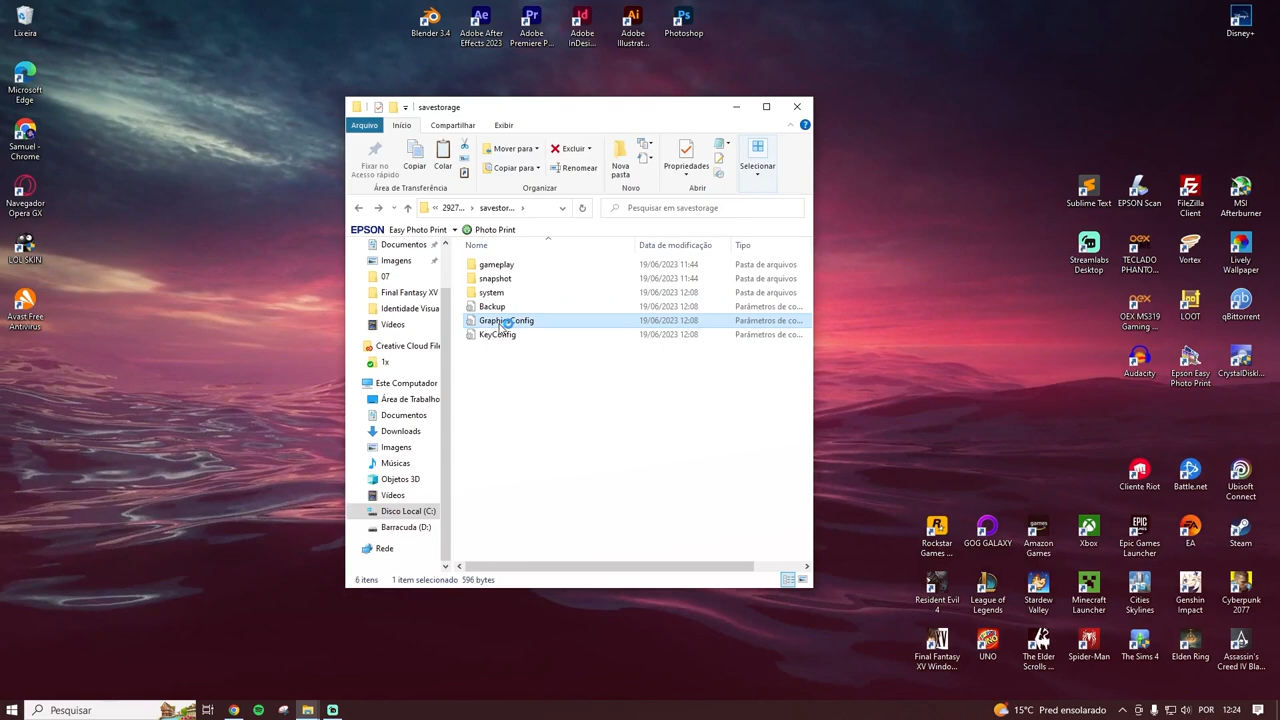 Lixeira
Blender 3.4
Adobe After
Effects 2023
Adobe
Premiere P...
Adobe
InDesi...
Adobe
Illustrat...
Photoshop
Disney+
Microsoft
Edge
Samuel -
Chrome
Navegador
Opera GX
LOUSKIN
Avast Free
Antivirus
savestorage
Arquivo
Início
Compartilhar
Exibir
Fixar no
Acesso rápido
Copiar
Colar
Área de Transferência
Mover para
Copiar para
Excluir
Renomear
Organizar
Nova
pasta
Novo
Propriedades
Abrir
Selecionar
2927...
savestor...
Pesquisar em savestorage
EPSON Easy Photo Print
Photo Print
Documentos
Imagens
07
Final Fantasy XV
Identidade Visua
Vídeos
Creative Cloud File
1x
Este Computador
Área de Trabalho
Documentos
Downloads
Imagens
Músicas
Objetos 3D
Vídeos
Disco Local (C:)
Barracuda (D:)
Rede
Nome
Data de modificação
Tipo
gameplay 19/06/2023 11:44 Pasta de arquivos
snapshot 19/06/2023 11:44 Pasta de arquivos
system 19/06/2023 12:08 Pasta de arquivos
Backup 19/06/2023 12:08 Parâmetros de co...
GraphicsConfig 19/06/2023 12:08 Parâmetros de co...
KeyConfig 19/06/2023 12:08 Parâmetros de co...
6 itens
1 item selecionado 596 bytes
Sublime Text
EPSON Scan
FileZilla
Client
MSI
Afterburner
Streamlabs
Desktop
OEX
TECLADO
PHANTO...
Vortex
Lively
Wallpaper
OEX MS319
Gaming ...
LOOT
qBittorrent
Audacity
Epson Easy
Photo Print
CrystalDiskI...
Cliente Riot
Battle.net
Ubisoft
Connect
Rockstar
Games ...
GOG GALAXY
Amazon
Games
Xbox
Epic Games
Launcher
EA
Steam
Resident Evil
4
League of
Legends
Stardew
Valley
Minecraft
Launcher
Cities
Skylines
Genshin
Impact
Cyberpunk
2077
Final Fantasy
XV Windo...
UNO
The Elder
Scrolls ...
Spider-Man
The Sims 4
Elden Ring
Assassin's
Creed IV Bla...
Pesquisar
15°C Pred ensolarado
POR
12:24